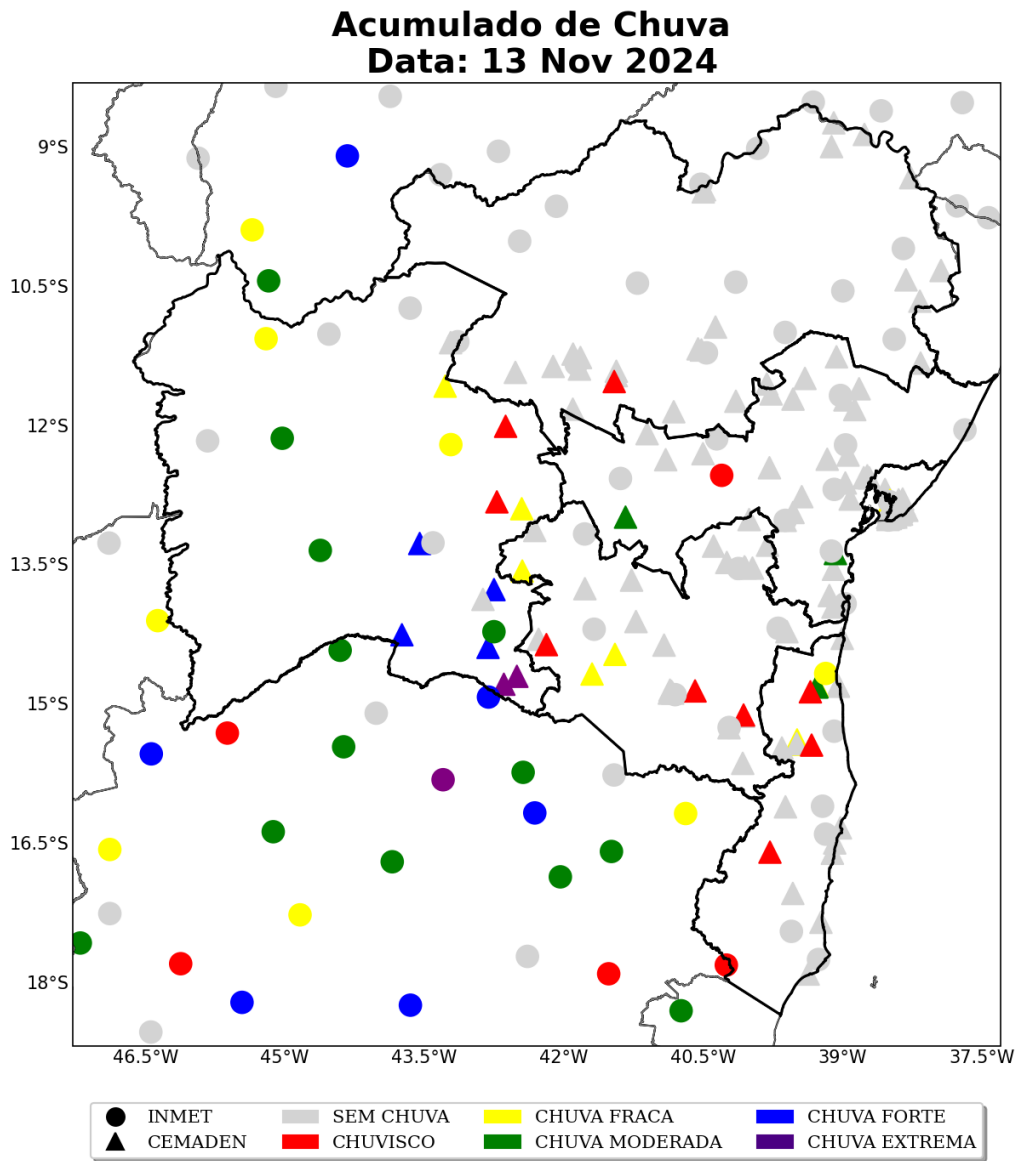 Acumulado de Chuva
Data: 13 Nov 2024
9°S
10.5°S
12°S
13.5°S
15°S
16.5°S
18°S
46.5°W 45°W 43.5°W 42°W 40.5°W 39°W 37.5°W
INMET SEM CHUVA CHUVA FRACA CHUVA FORTE
CEMADEN CHUVISCO CHUVA MODERADA CHUVA EXTREMA